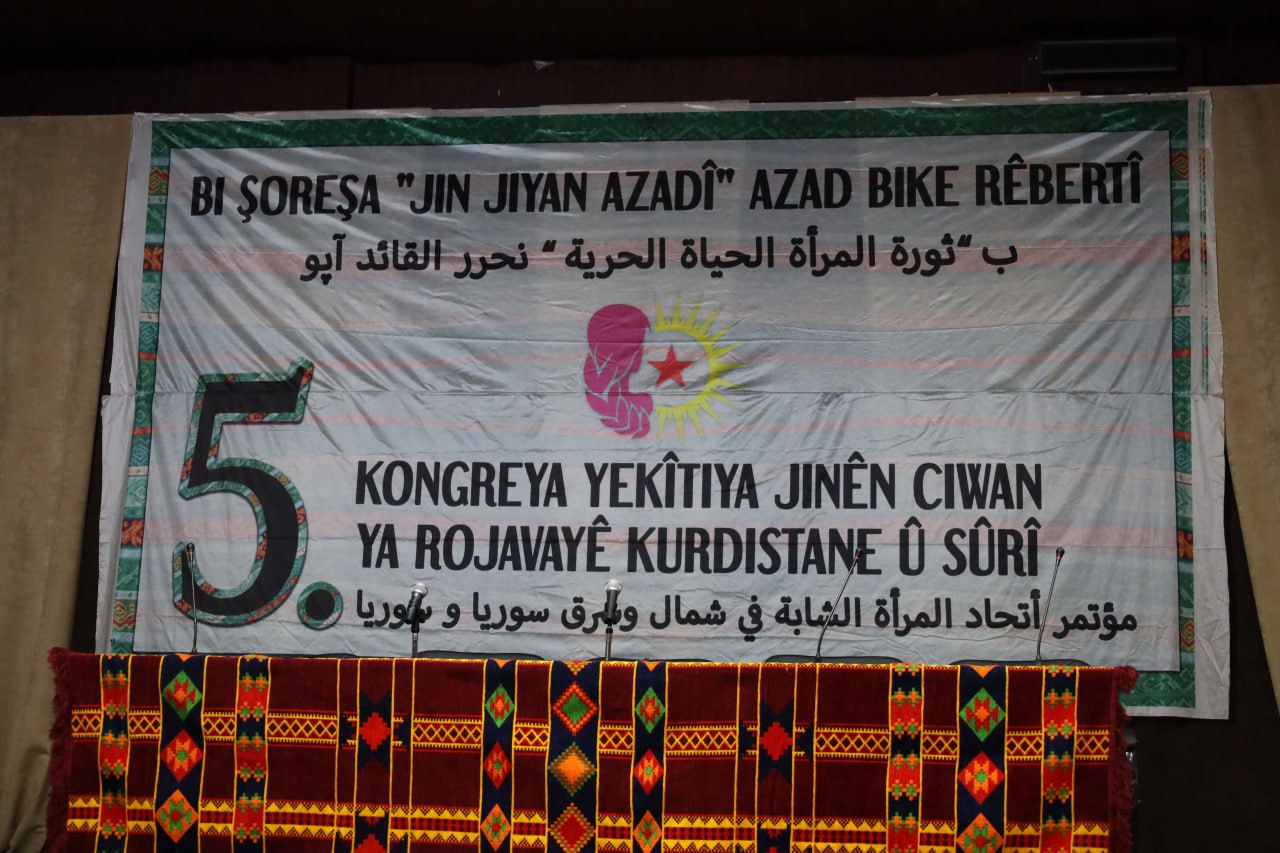 BI ŞOREŞA "JIN JIYAN AZADÎ" AZAD BIKE RÊBERTÎ
ب “ثورة المرأة الحياة الحرية “ نحرر القائد آپو
5.
KONGREYA YEKÎTIYA JINÊN CIWAN
YA ROJAVAYÊ KURDISTANE Û SÛRÎ
مؤتمر أتحاد المرأة الشابة في شمال وشرق سوريا و سوريا